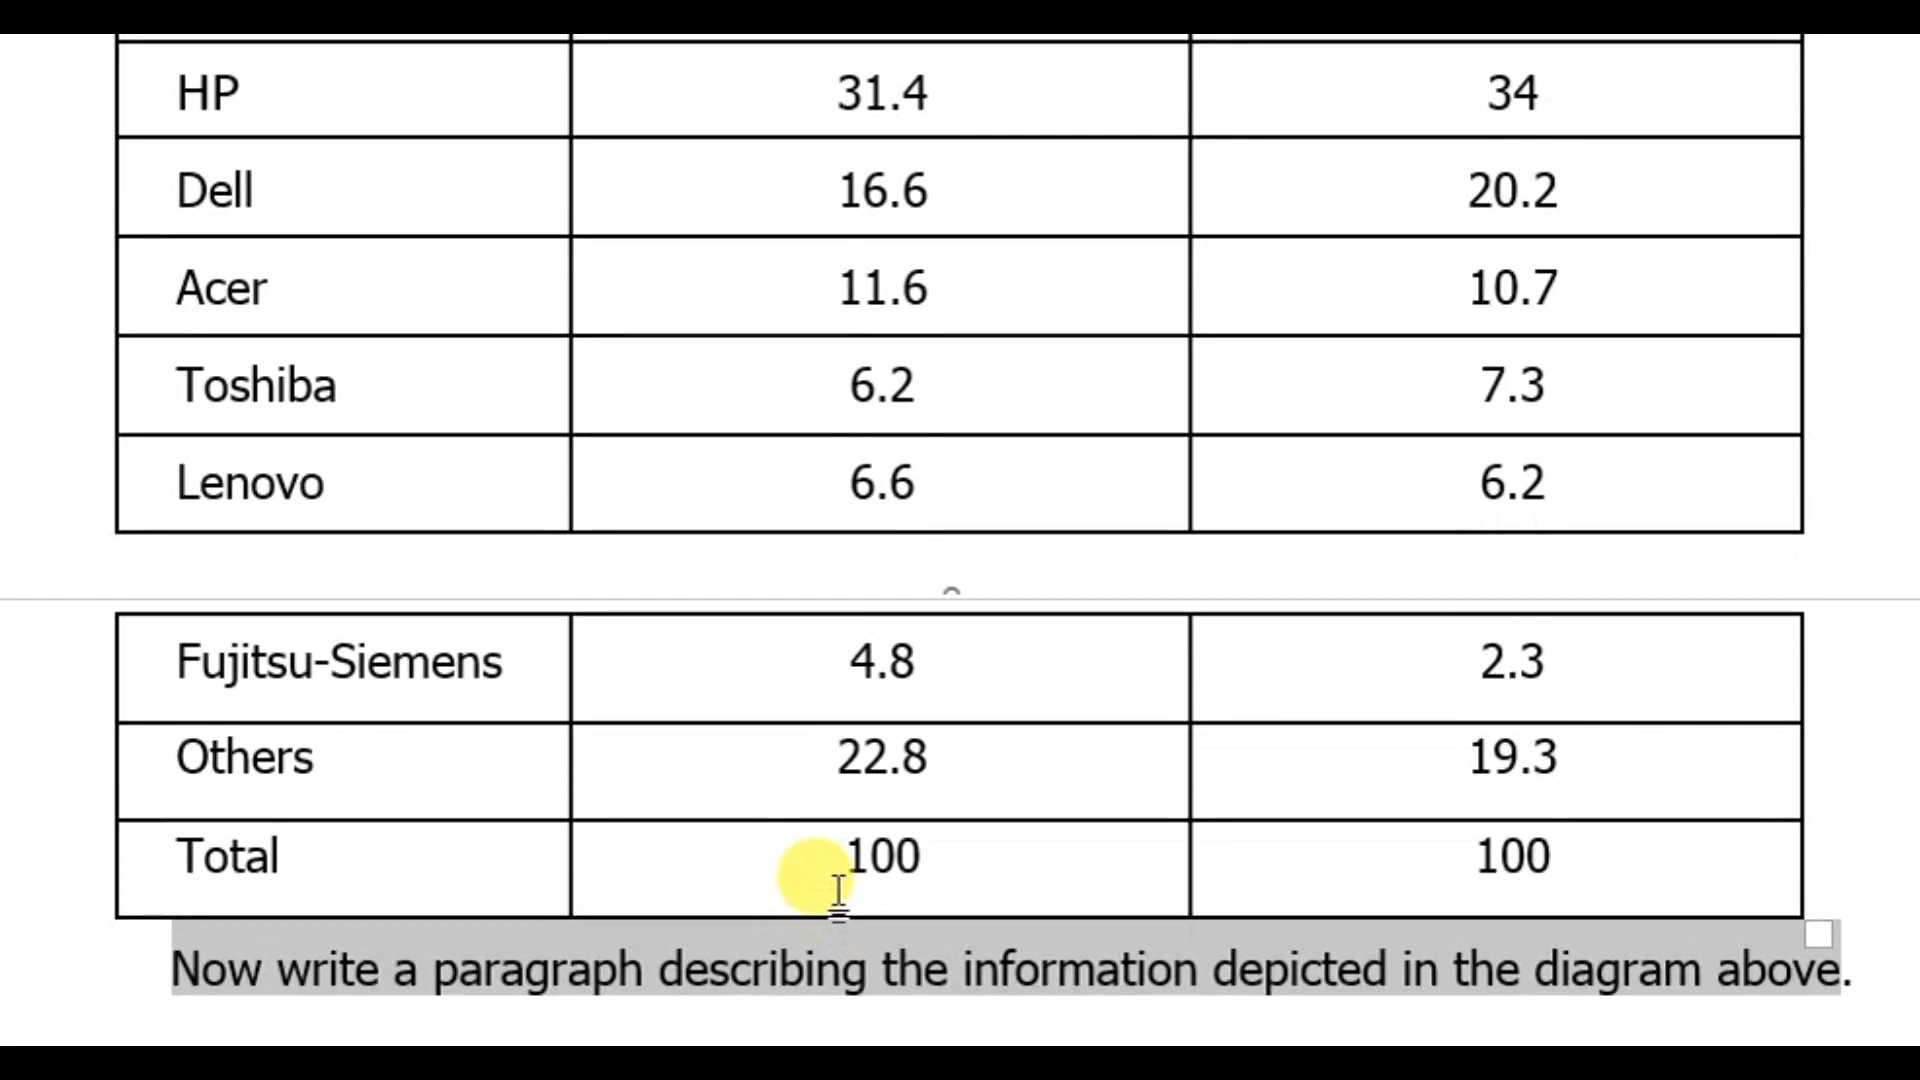 HP 31.4 34
Dell 16.6 20.2
Acer 11.6 10.7
Toshiba 6.2 7.3
Lenovo 6.6 6.2
Fujitsu-Siemens 4.8 2.3
Others 22.8 19.3
Total 100 100
Now write a paragraph describing the information depicted in the diagram above.